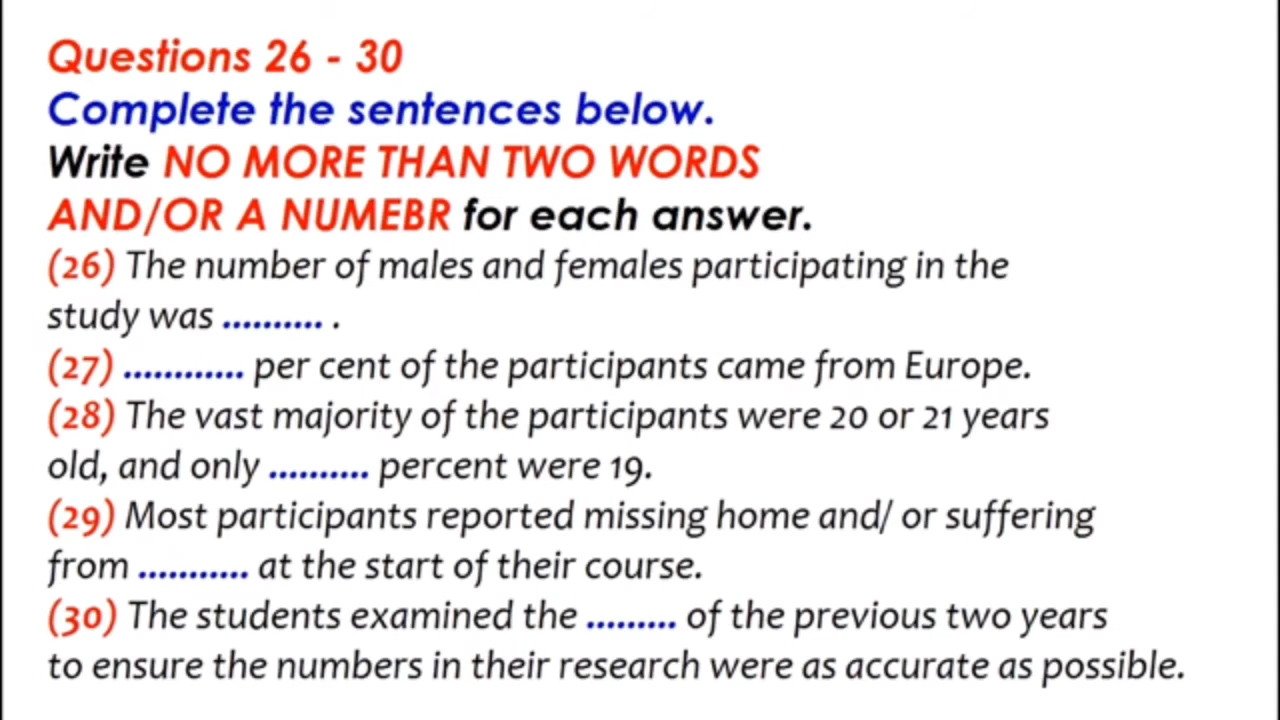 Questions 26 - 30
Complete the sentences below.
Write NO MORE THAN TWO WORDS
AND/OR A NUMEBR for each answer.
(26) The number of males and females participating in the
study was .......... .
(27) ............ per cent of the participants came from Europe.
(28) The vast majority of the participants were 20 or 21 years
old, and only .......... percent were 19.
(29) Most participants reported missing home and/ or suffering
from ........... at the start of their course.
(30) The students examined the ......... of the previous two years
to ensure the numbers in their research were as accurate as possible.